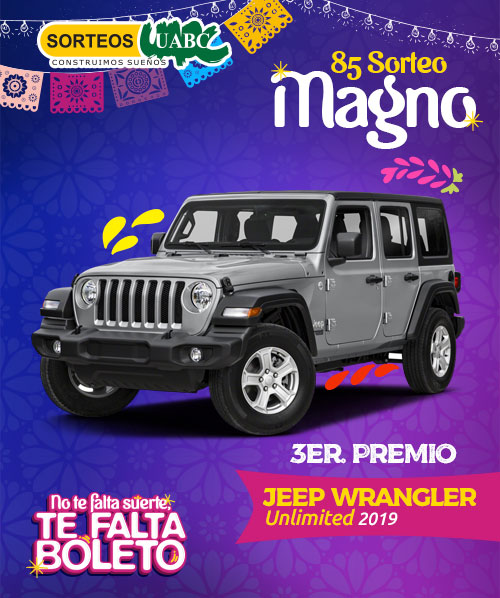 SORTEOS UABC
CONSTRUIMOS SUEÑOS
85 Sorteo
Magno
3ER. PREMIO
JEEP WRANGLER
Unlimited 2019
No te falta suerte,
TE FALTA
BOLETO